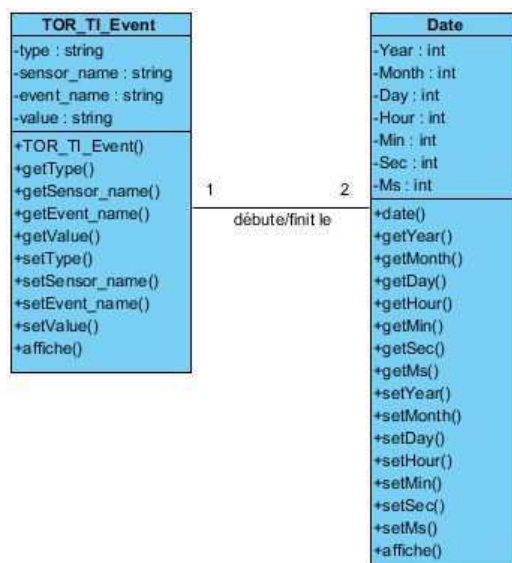 TOR_TI_Event
-type : string
-sensor_name : string
-event_name : string
-value : string
+TOR_TI_Event()
+getType()
+getSensor_name()
+getEvent_name()
+getValue()
+setType()
+setSensor_name()
+setEvent_name()
+setValue()
+affiche()
1
2
débute/finit le
Date
-Year : int
-Month : int
-Day : int
-Hour : int
-Min : int
-Sec : int
-Ms : int
+date()
+getYear()
+getMonth()
+getDay()
+getHour()
+getMin()
+getSec()
+getMs()
+setYear()
+setMonth()
+setDay()
+setHour()
+setMin()
+setSec()
+setMs()
+affiche()